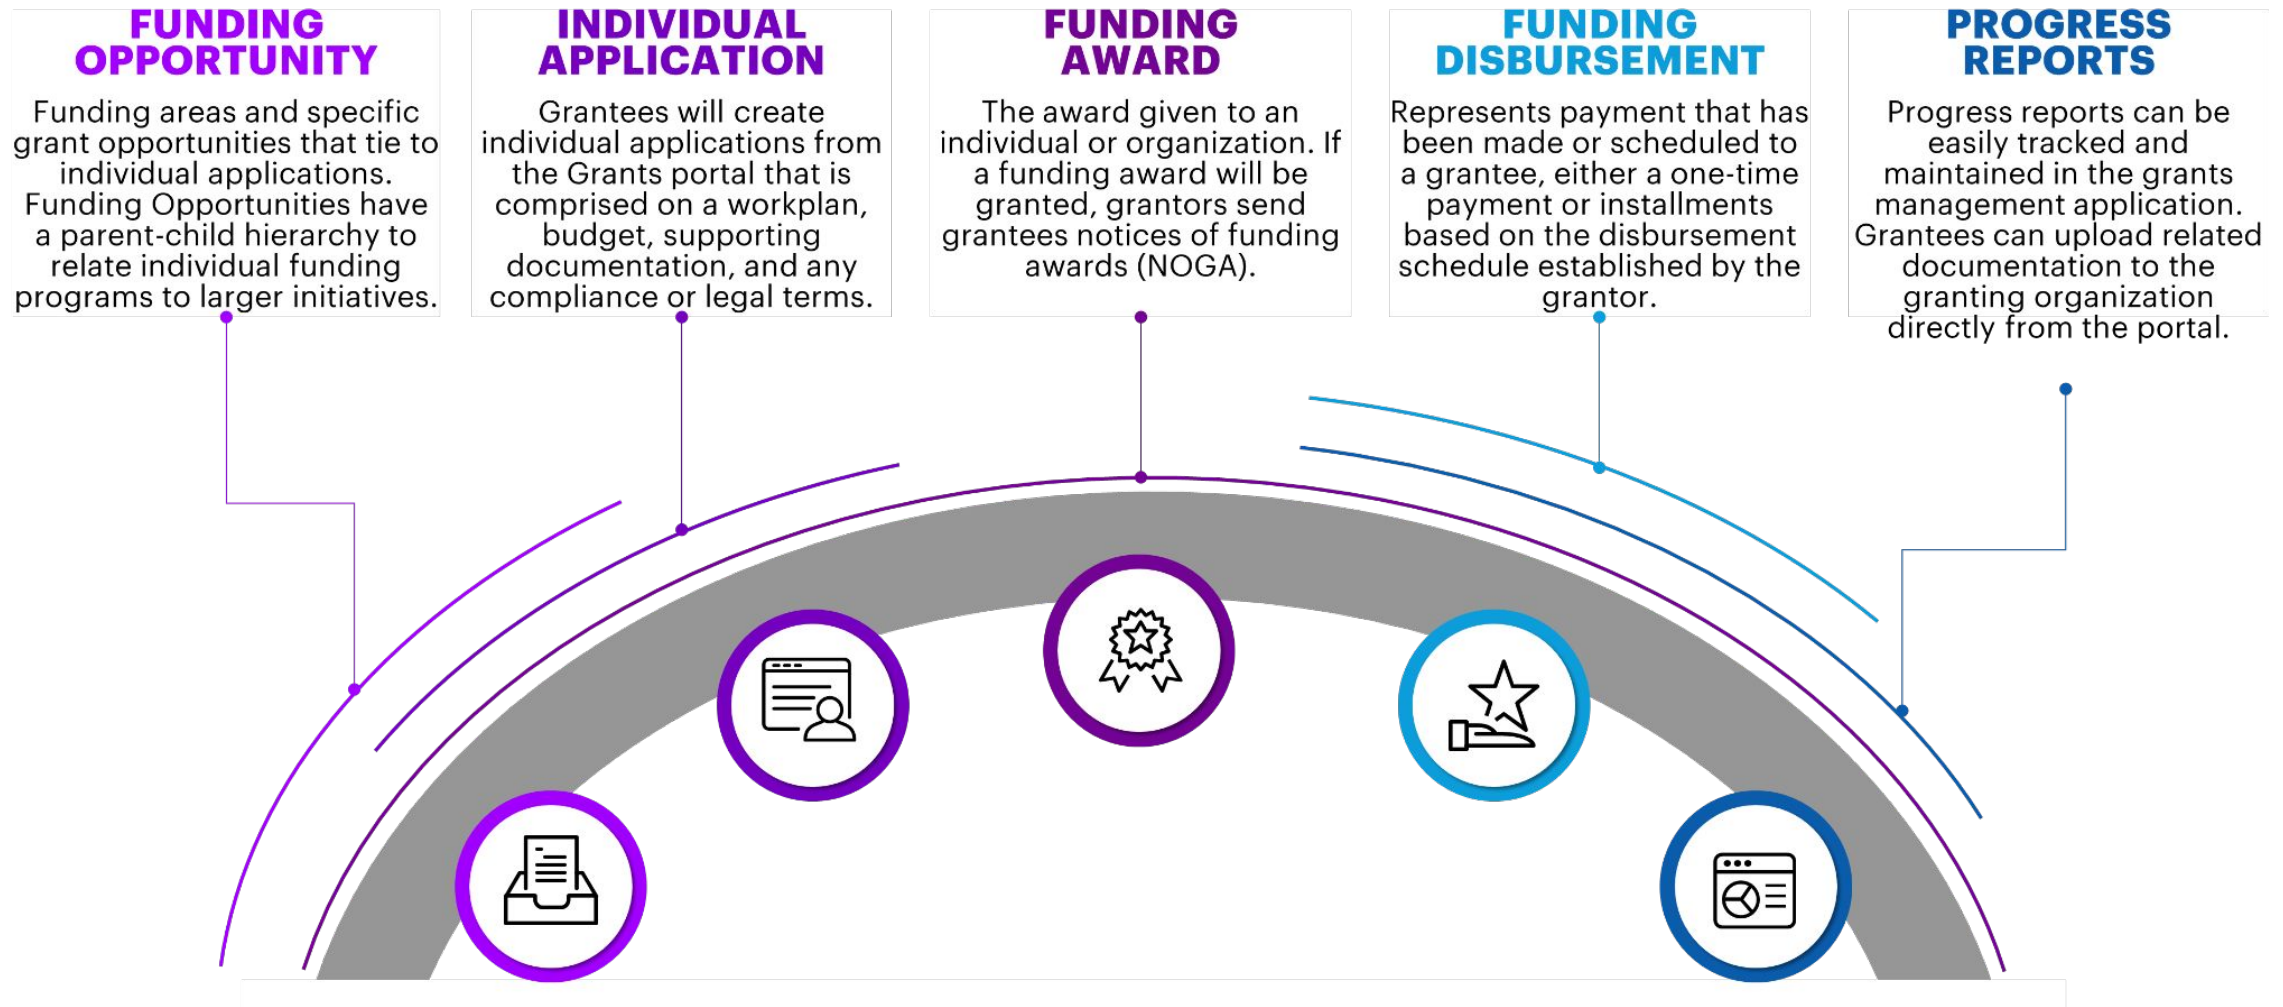 FUNDING
OPPORTUNITY
Funding areas and specific
grant opportunities that tie to
individual applications.
Funding Opportunities have
a parent-child hierarchy to
relate individual funding
programs to larger initiatives.
INDIVIDUAL
APPLICATION
Grantees will create
individual applications from
the Grants portal that is
comprised on a workplan,
budget, supporting
documentation, and any
compliance or legal terms.
FUNDING
AWARD
The award given to an
individual or organization. If
a funding award will be
granted, grantors send
grantees notices of funding
awards (NOGA).
FUNDING
DISBURSEMENT
Represents payment that has
been made or scheduled to
a grantee, either a one-time
payment or installments
based on the disbursement
schedule established by the
grantor.
PROGRESS
REPORTS
Progress reports can be
easily tracked and
maintained in the grants
management application.
Grantees can upload related
documentation to the
granting organization
directly from the portal.